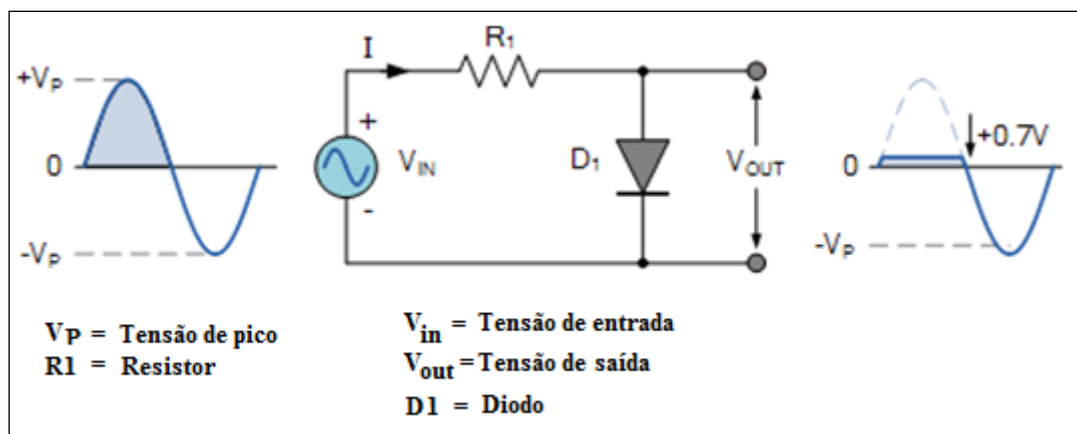 +VP
0
-VP
I
R1
+
VIN
-
D1
VOUT
+0.7V
0
-VP
VP = Tensão de pico
R1 = Resistor
Vin = Tensão de entrada
Vout = Tensão de saída
D1 = Diodo